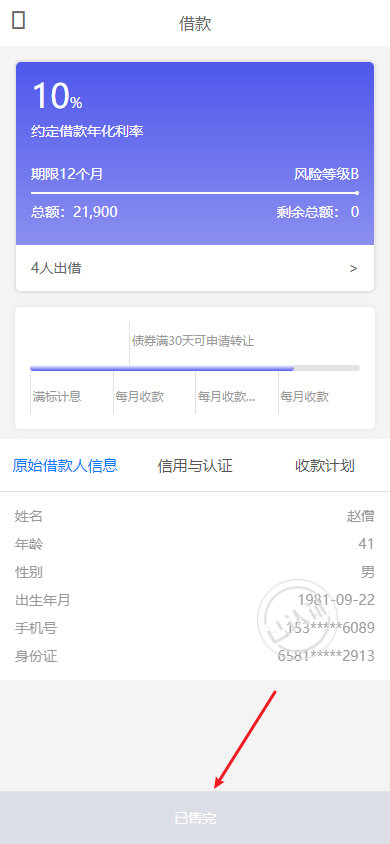 借款
10%
约定借款年化利率
期限12个月 风险等级B
总额：21,900 剩余总额： 0
4人出借 >
债券满30天可申请转让
满标计息 每月收款 每月收款... 每月收款
原始借款人信息 信用与认证 收款计划
姓名 赵僧
年龄 41
性别 男
出生年月 1981-09-22
手机号 153*****6089
身份证 6581*****2913
已认证
已售完